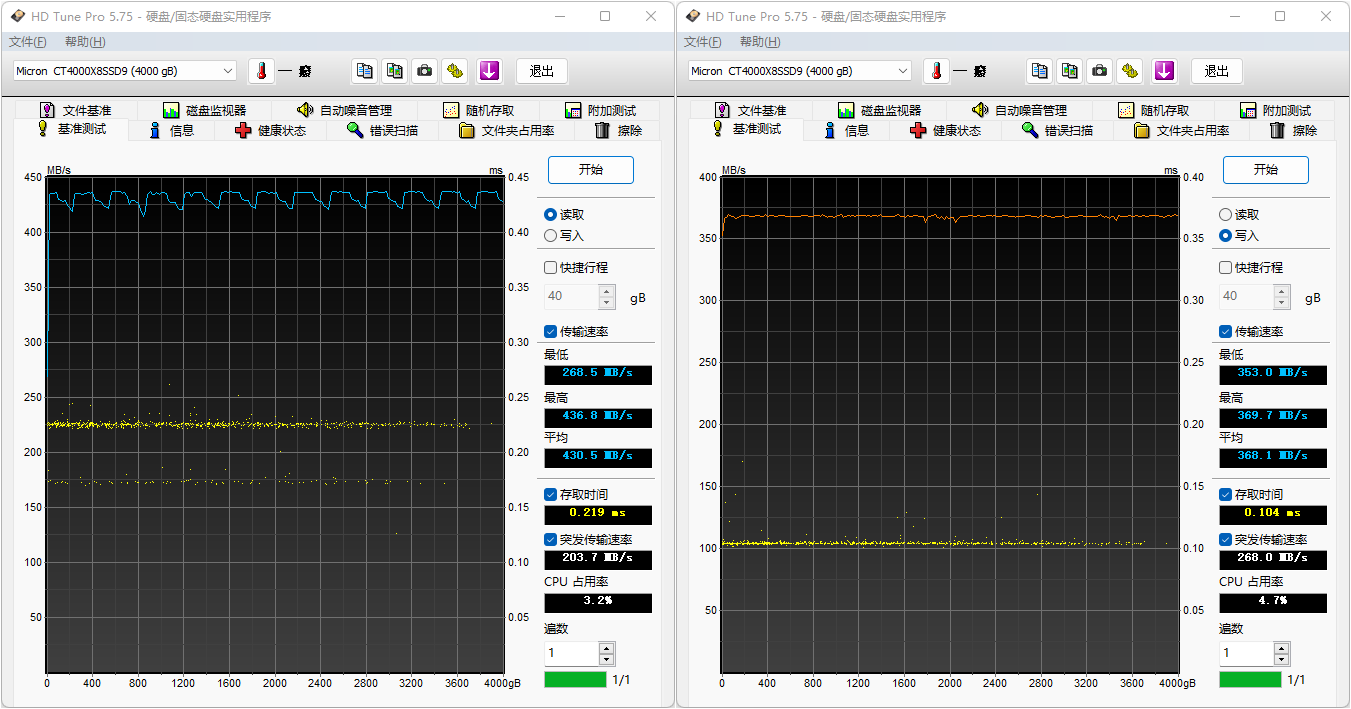 HD Tune Pro 5.75 - 硬盘/固态硬盘实用程序
文件(F) 帮助(H)
Micron CT4000X8SSD9 (4000 gB)
— 癈
退出
文件基准 磁盘监视器 自动噪音管理 随机存取 附加测试
基准测试 信息 健康状态 错误扫描 文件夹占用率 擦除
MB/s
ms
450
400
350
300
250
200
150
100
50
0.45
0.40
0.35
0.30
0.25
0.20
0.15
0.10
0.05
0 400 800 1200 1600 2000 2400 2800 3200 3600 4000gB
开始
读取
写入
快捷行程
40 gB
传输速率
最低
268.5 MB/s
最高
436.8 MB/s
平均
430.5 MB/s
存取时间
0.219 ms
突发传输速率
203.7 MB/s
CPU 占用率
3.2%
遍数
1
1/1
HD Tune Pro 5.75 - 硬盘/固态硬盘实用程序
文件(F) 帮助(H)
Micron CT4000X8SSD9 (4000 gB)
— 癈
退出
文件基准 磁盘监视器 自动噪音管理 随机存取 附加测试
基准测试 信息 健康状态 错误扫描 文件夹占用率 擦除
MB/s
ms
400
350
300
250
200
150
100
50
0.40
0.35
0.30
0.25
0.20
0.15
0.10
0.05
0 400 800 1200 1600 2000 2400 2800 3200 3600 4000gB
开始
读取
写入
快捷行程
40 gB
传输速率
最低
353.0 MB/s
最高
369.7 MB/s
平均
368.1 MB/s
存取时间
0.104 ms
突发传输速率
268.0 MB/s
CPU 占用率
4.7%
遍数
1
1/1